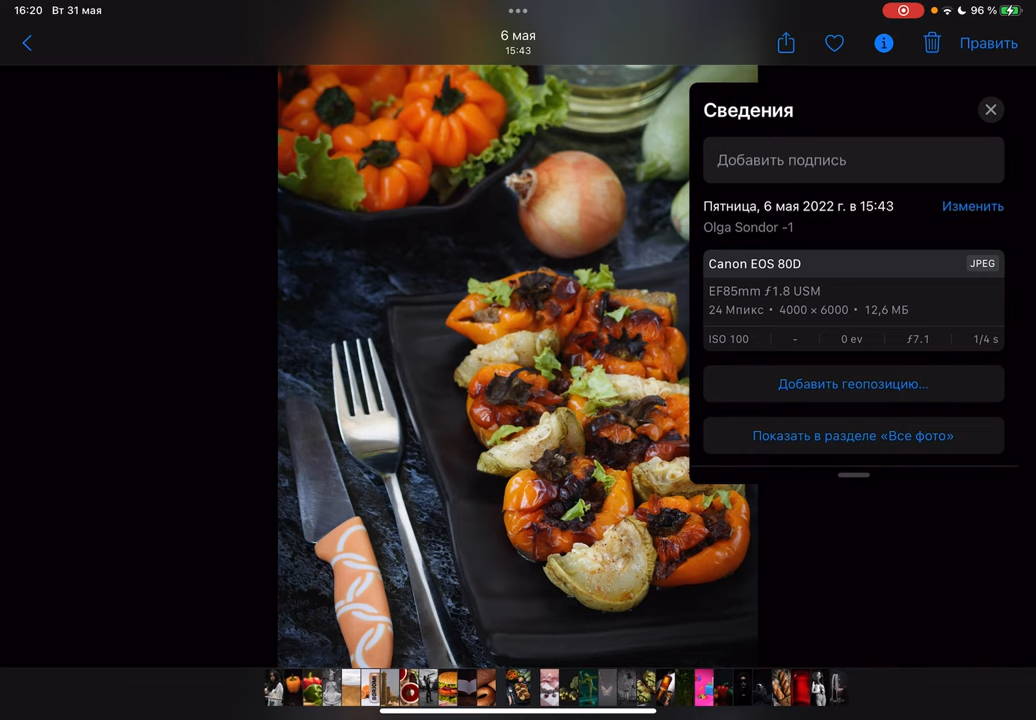 16:20 Вт 31 мая
96 %
6 мая
15:43
Править
Сведения
Добавить подпись
Пятница, 6 мая 2022 г. в 15:43 Изменить
Olga Sondor -1
Canon EOS 80D JPEG
EF85mm ƒ1.8 USM
24 Мпикс • 4000 × 6000 • 12,6 МБ
ISO 100 - 0 ev ƒ7.1 1/4 s
Добавить геопозицию...
Показать в разделе «Все фото»